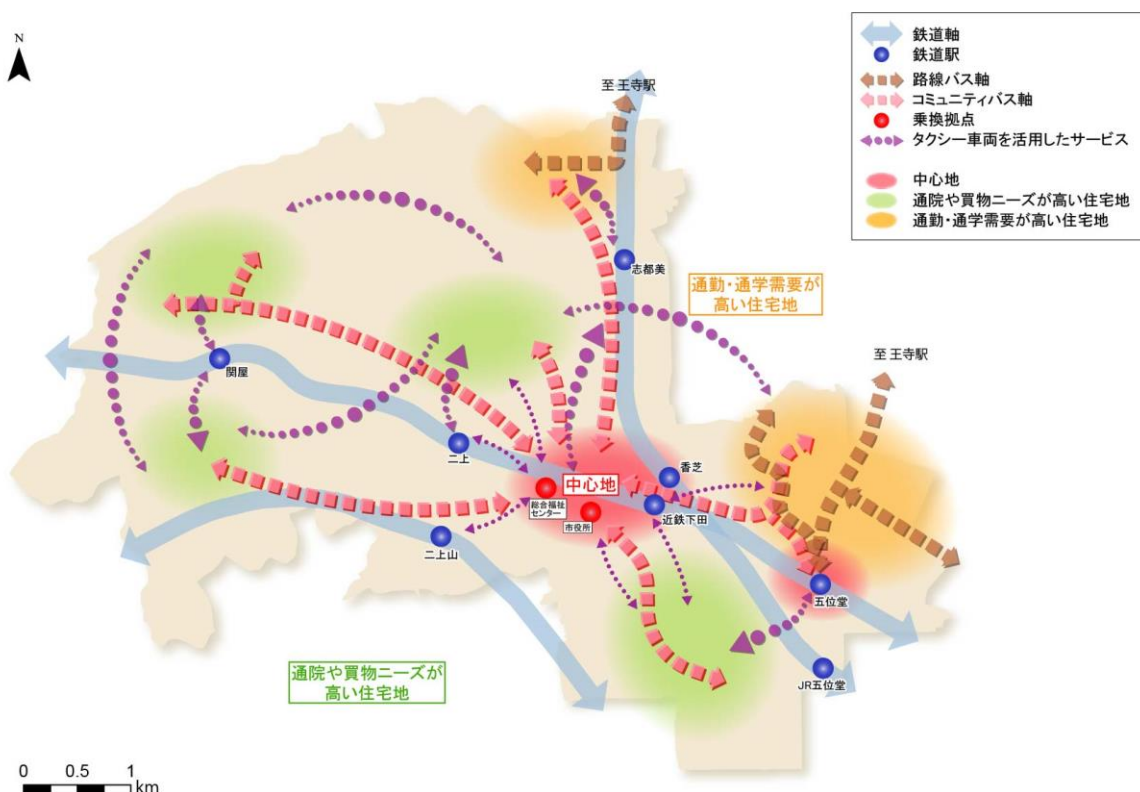 N
鉄道軸
鉄道駅
路線バス軸
コミュニティバス軸
乗換拠点
タクシー車両を活用したサービス
中心地
通院や買物ニーズが高い住宅地
通勤・通学需要が高い住宅地
至 王寺駅
志都美
通勤・通学需要が
高い住宅地
至 王寺駅
関屋
二上
香芝
中心地
総合福祉
センター
市役所
近鉄下田
二上山
五位堂
JR五位堂
通院や買物ニーズが
高い住宅地
0 0.5 1
km